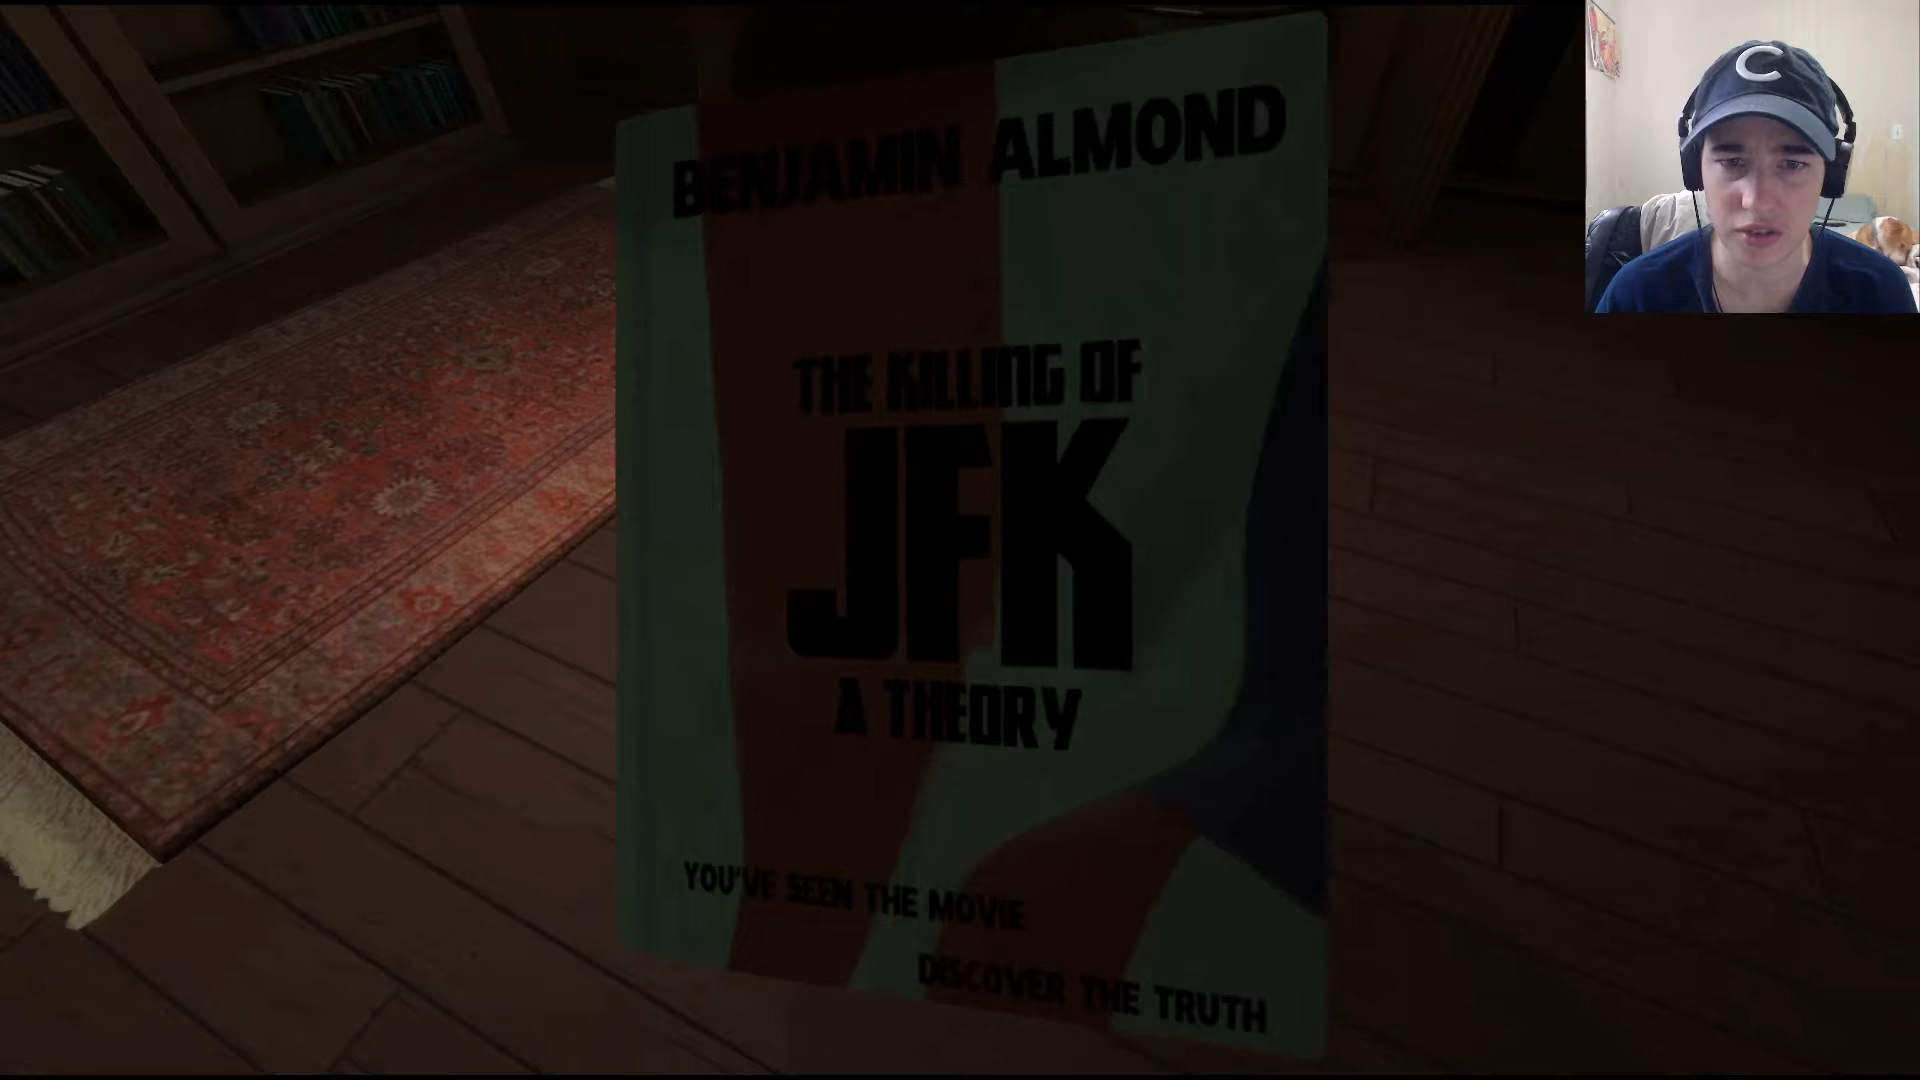 BENJAMIN ALMOND
THE KILLING OF
JFK
A THEORY
YOU'VE SEEN THE MOVIE
DISCOVER THE TRUTH
C